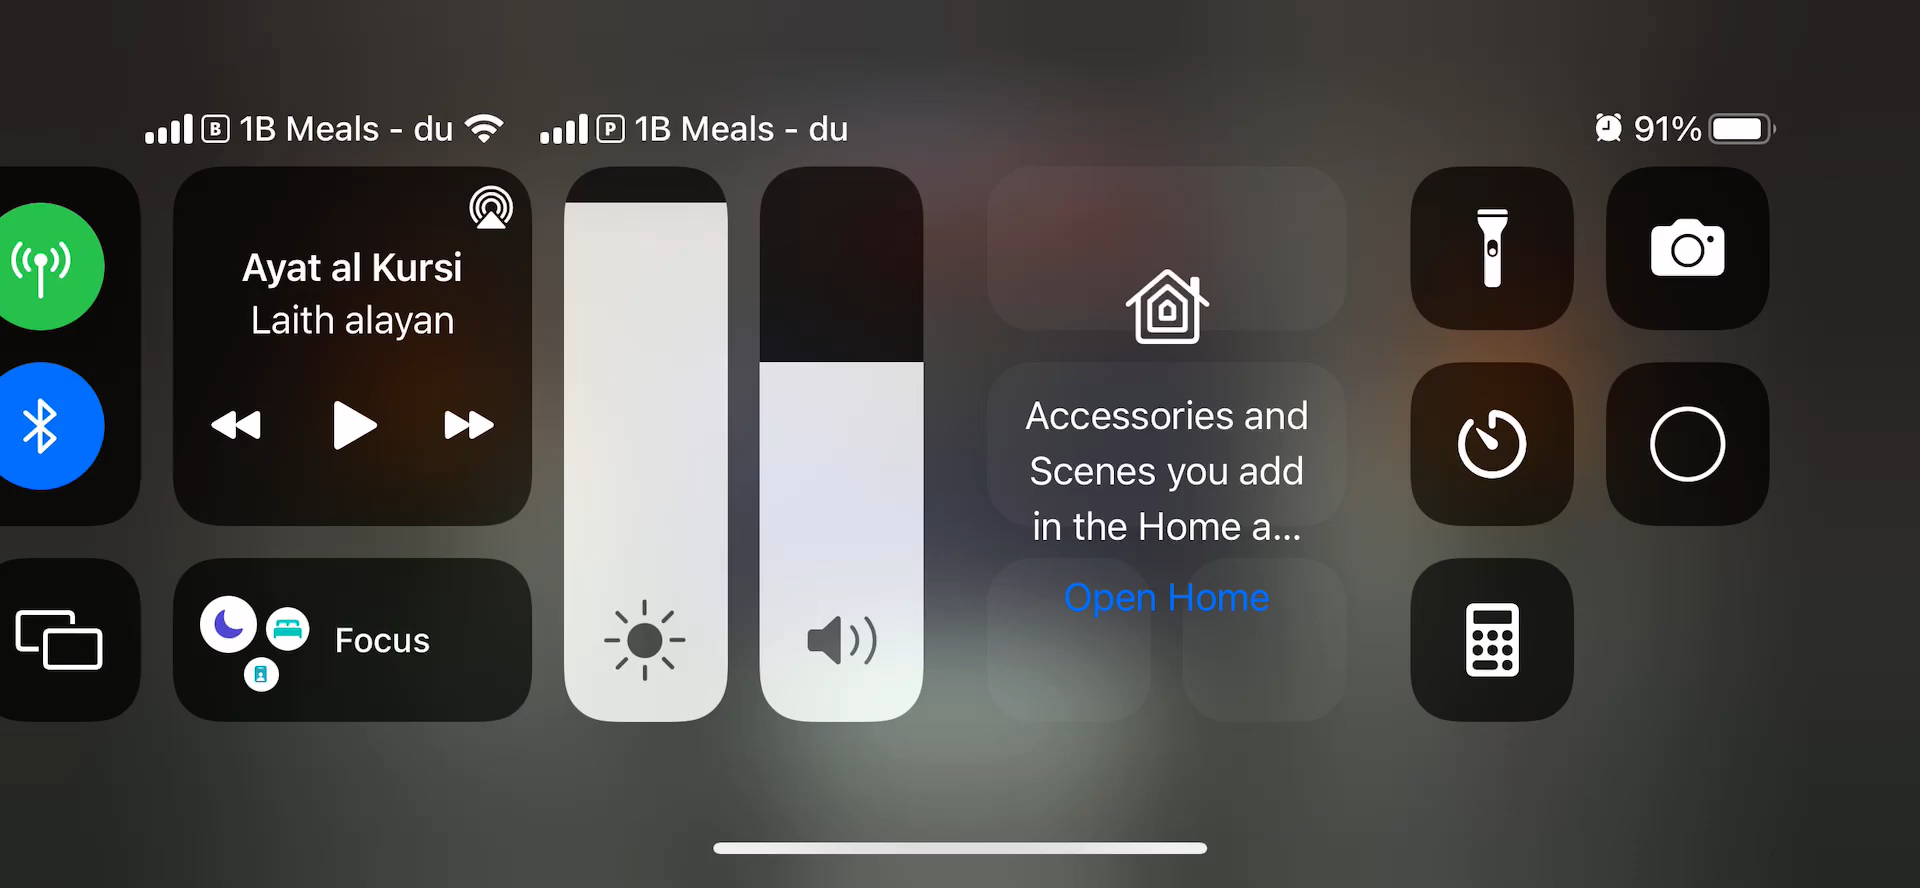 B 1B Meals - du P 1B Meals - du 91%
Ayat al Kursi
Laith alayan
Focus
Accessories and
Scenes you add
in the Home a...
Open Home